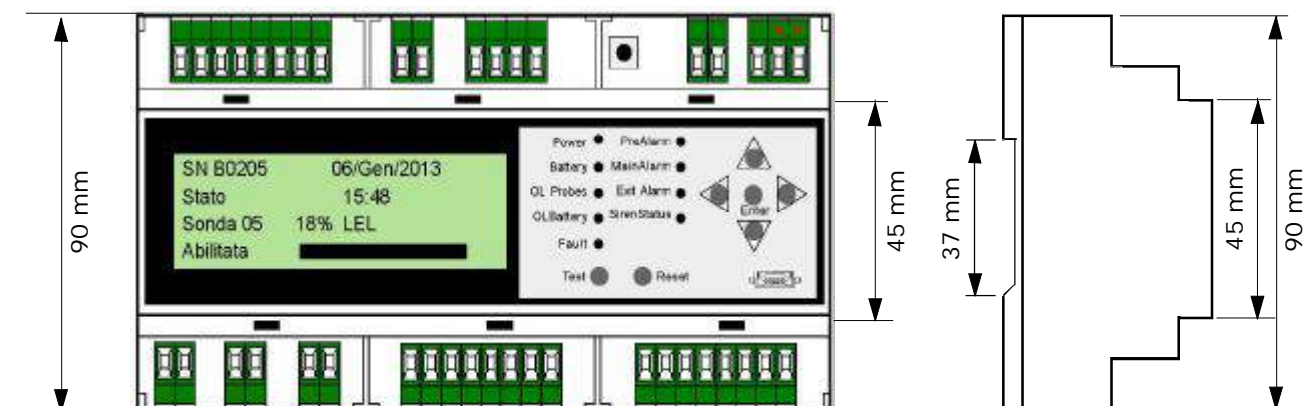 90 mm
SN B0205 06/Gen/2013
Stato 15:48
Sonda 05 18% LEL
Abilitata
Power PreAlarm
Battery MainAlarm
OL Probes Ext Alarm
OLBattery SirenStatus
Fault
Test Reset
Enter
45 mm
37 mm
45 mm
90 mm